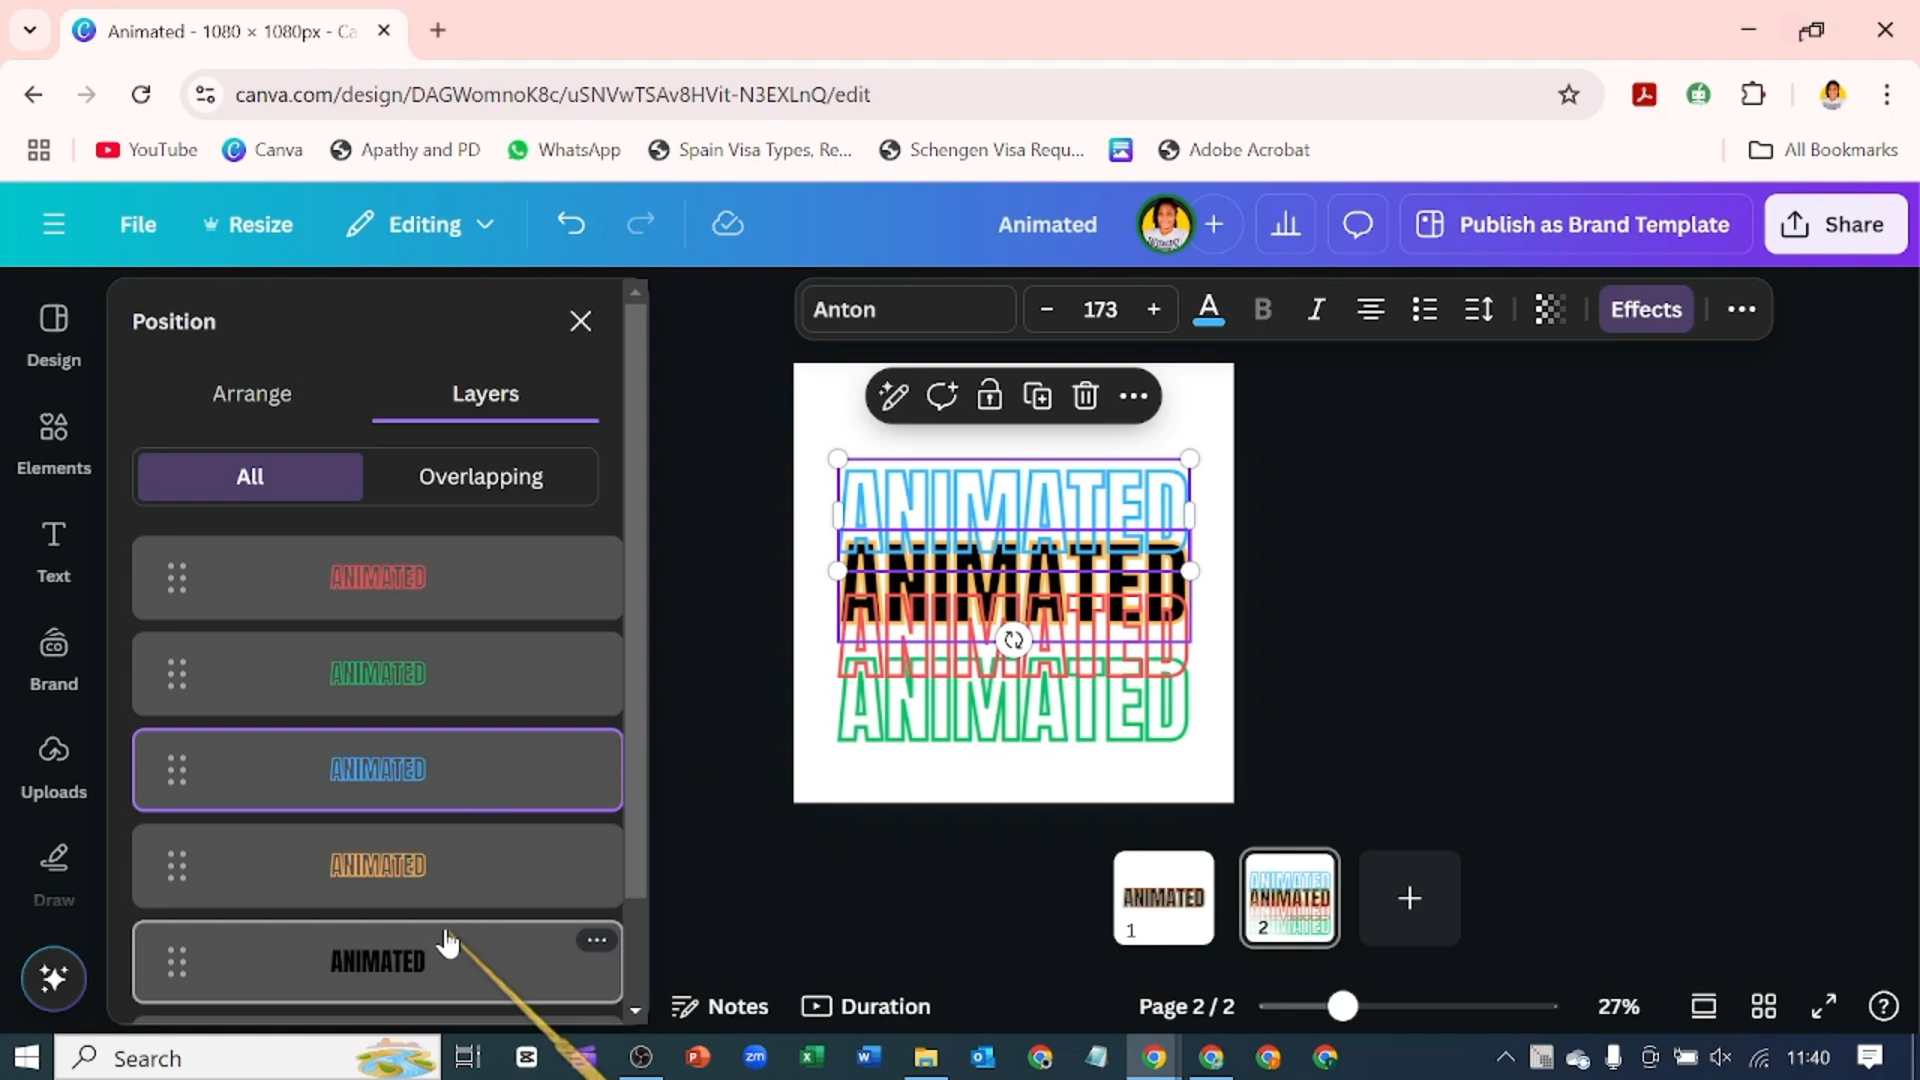 Animated - 1080 × 1080px - Ca
canva.com/design/DAGWomnoK8c/uSNVwTSAv8HVit-N3EXLnQ/edit
YouTube
Canva
Apathy and PD
WhatsApp
Spain Visa Types, Re...
Schengen Visa Requ...
Adobe Acrobat
All Bookmarks
File
Resize
Editing
Animated
Publish as Brand Template
Share
Design
Elements
Text
Brand
Uploads
Draw
Position
Arrange
Layers
All
Overlapping
ANIMATED
ANIMATED
ANIMATED
ANIMATED
ANIMATED
Anton
− 173 +
A
B
I
Effects
ANIMATED
ANIMATED
ANIMATED
ANIMATED
ANIMATED
1
ANIMATED
ANIMATED
2
Notes
Duration
Page 2 / 2
27%
Search
11:40